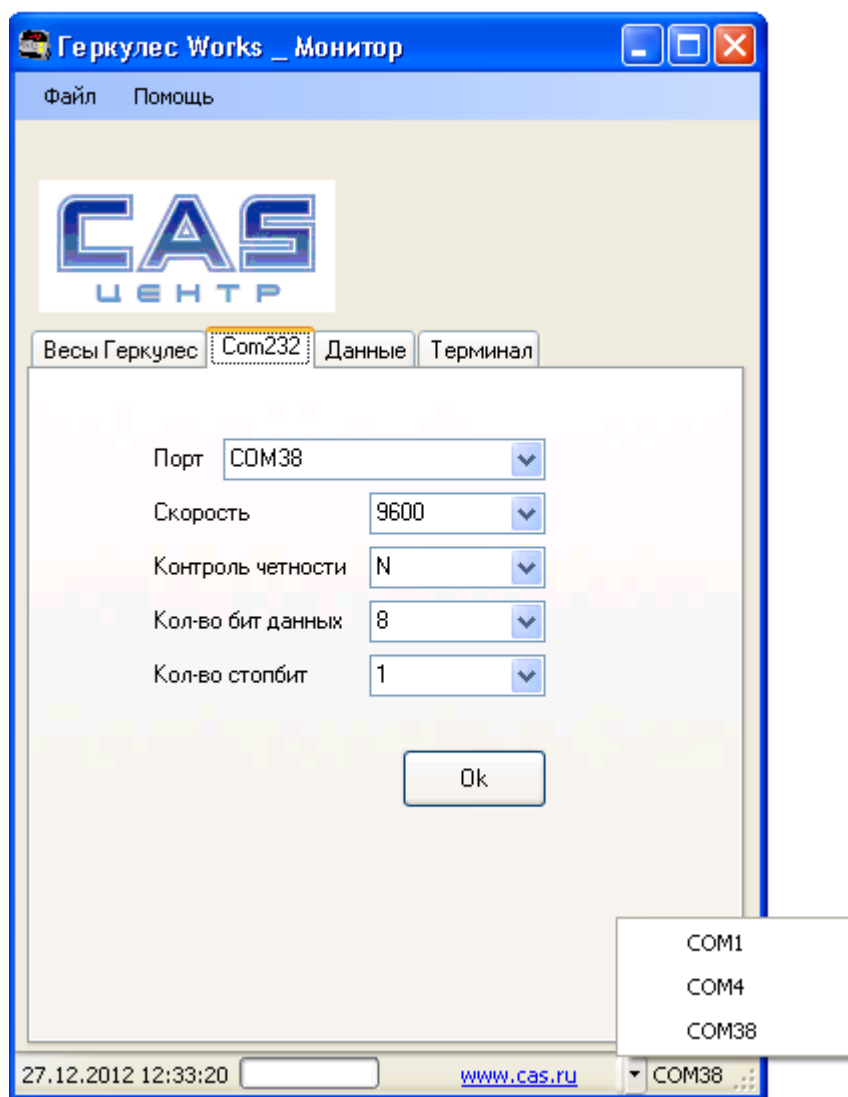 Геркулес Works _ Монитор
Файл Помощь
CAS
ЦЕНТР
Весы Геркулес Com232 Данные Терминал
Порт COM38
Скорость 9600
Контроль четности N
Кол-во бит данных 8
Кол-во стопбит 1
Ok
COM1
COM4
COM38
27.12.2012 12:33:20 www.cas.ru COM38